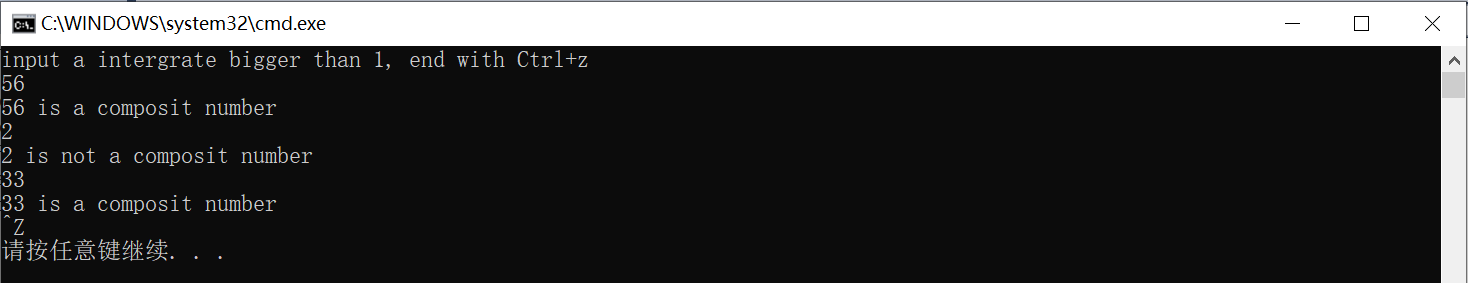 C:\WINDOWS\system32\cmd.exe
input a intergrate bigger than 1, end with Ctrl+z
56
56 is a composit number
2
2 is not a composit number
33
33 is a composit number
^Z
请按任意键继续. . .